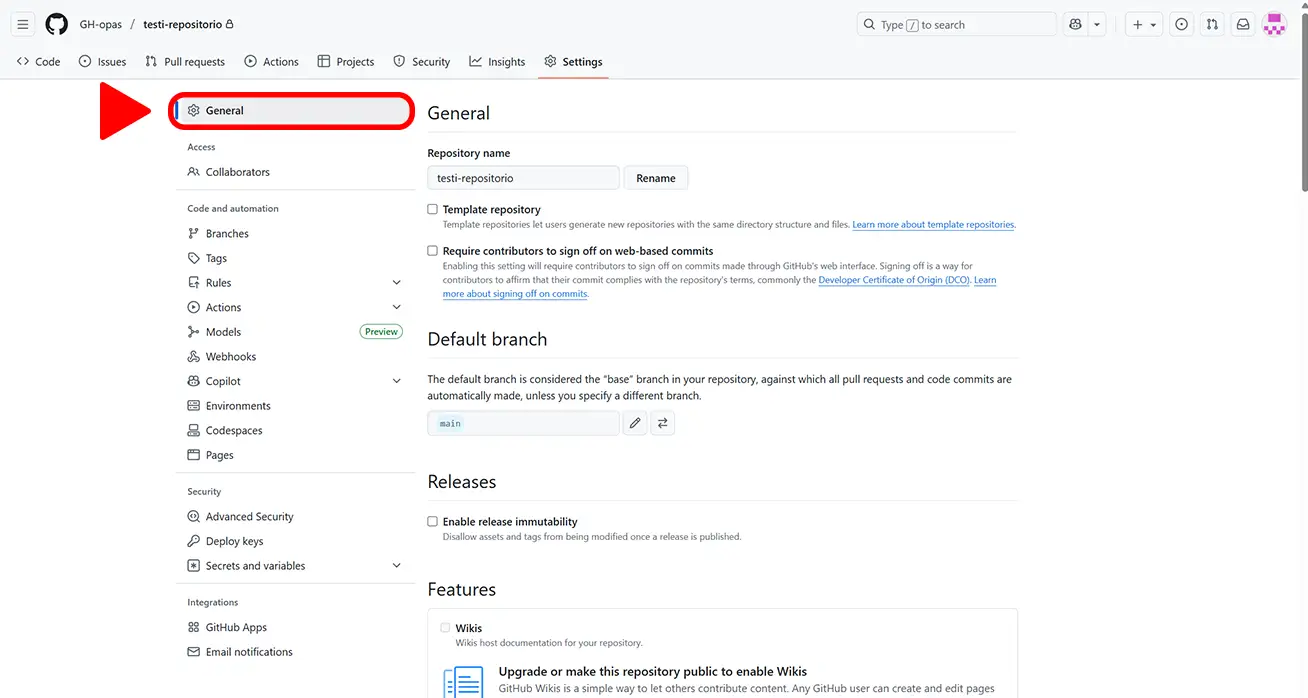 GH-opas / testi-repositorio
Type / to search
Code
Issues
Pull requests
Actions
Projects
Security
Insights
Settings
General
Access
Collaborators
Code and automation
Branches
Tags
Rules
Actions
Models
Preview
Webhooks
Copilot
Environments
Codespaces
Pages
Security
Advanced Security
Deploy keys
Secrets and variables
Integrations
GitHub Apps
Email notifications
General
Repository name
testi-repositorio
Rename
Template repository
Template repositories let users generate new repositories with the same directory structure and files. Learn more about template repositories.
Require contributors to sign off on web-based commits
Enabling this setting will require contributors to sign off on commits made through GitHub's web interface. Signing off is a way for
contributors to affirm that their commit complies with the repository's terms, commonly the Developer Certificate of Origin (DCO). Learn
more about signing off on commits.
Default branch
The default branch is considered the “base” branch in your repository, against which all pull requests and code commits are
automatically made, unless you specify a different branch.
main
Releases
Enable release immutability
Disallow assets and tags from being modified once a release is published.
Features
Wikis
Wikis host documentation for your repository.
Upgrade or make this repository public to enable Wikis
GitHub Wikis is a simple way to let others contribute content. Any GitHub user can create and edit pages